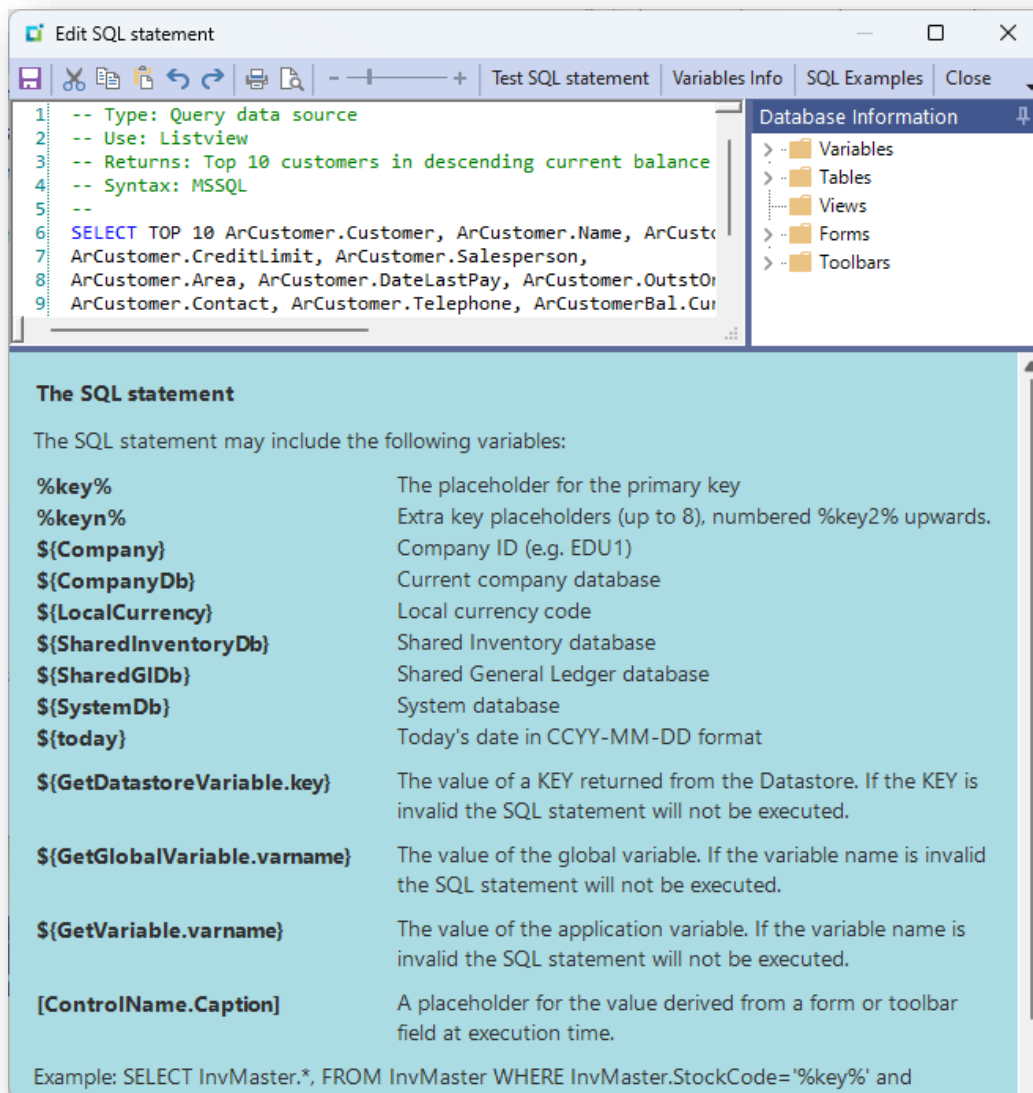 Edit SQL statement
Test SQL statement Variables Info SQL Examples Close
1 -- Type: Query data source
2 -- Use: Listview
3 -- Returns: Top 10 customers in descending current balance
4 -- Syntax: MSSQL
5 --
6 SELECT TOP 10 ArCustomer.Customer, ArCustomer.Name, ArCusto
7 ArCustomer.CreditLimit, ArCustomer.Salesperson,
8 ArCustomer.Area, ArCustomer.DateLastPay, ArCustomer.OutstOr
9 ArCustomer.Contact, ArCustomer.Telephone, ArCustomerBal.Cur
Database Information
Variables
Tables
Views
Forms
Toolbars
The SQL statement
The SQL statement may include the following variables:
%key% The placeholder for the primary key
%keyn% Extra key placeholders (up to 8), numbered %key2% upwards.
${Company} Company ID (e.g. EDU1)
${CompanyDb} Current company database
${LocalCurrency} Local currency code
${SharedInventoryDb} Shared Inventory database
${SharedGlDb} Shared General Ledger database
${SystemDb} System database
${today} Today's date in CCYY-MM-DD format
${GetDatastoreVariable.key} The value of a KEY returned from the Datastore. If the KEY is
invalid the SQL statement will not be executed.
${GetGlobalVariable.varname} The value of the global variable. If the variable name is invalid
the SQL statement will not be executed.
${GetVariable.varname} The value of the application variable. If the variable name is
invalid the SQL statement will not be executed.
[ControlName.Caption] A placeholder for the value derived from a form or toolbar
field at execution time.
Example: SELECT InvMaster.*, FROM InvMaster WHERE InvMaster.StockCode='%key%' and